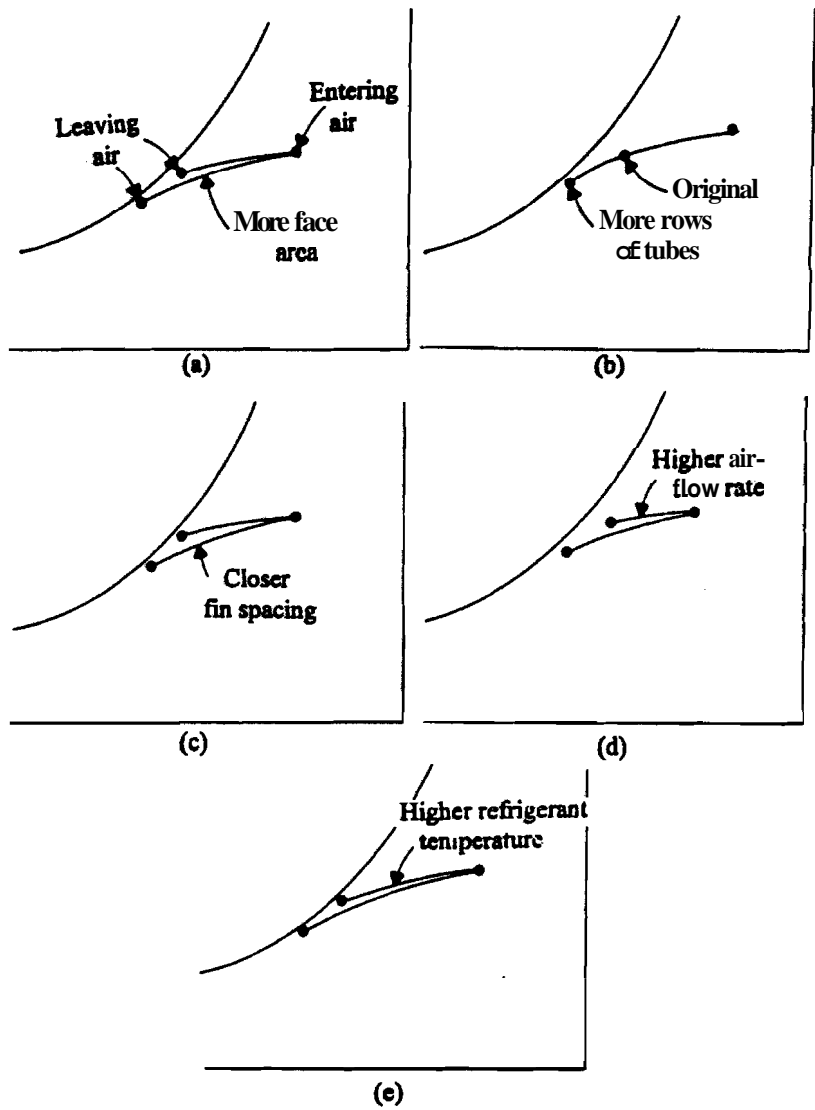 Entering
air
Leaving
air
More face
area
(a)
Original
More rows
of tubes
(b)
Closer
fin spacing
(c)
Higher air-
flow rate
(d)
Higher refrigerant
temperature
(e)